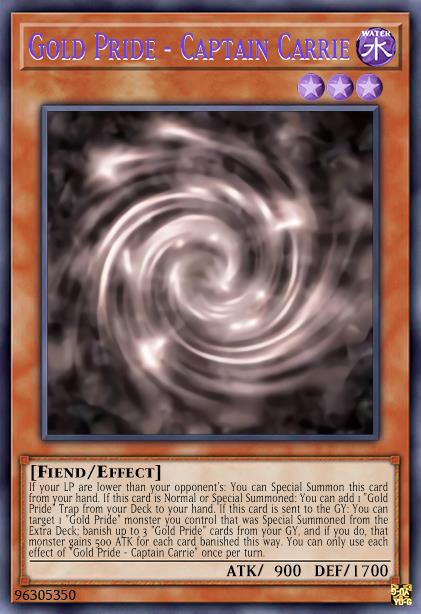 Gold Pride - Captain Carrie
WATER
水
[Fiend/Effect]
If your LP are lower than your opponent's: You can Special Summon this card
from your hand. If this card is Normal or Special Summoned: You can add 1 "Gold
Pride" Trap from your Deck to your hand. If this card is sent to the GY: You can
target 1 "Gold Pride" monster you control that was Special Summoned from the
Extra Deck; banish up to 3 "Gold Pride" cards from your GY, and if you do, that
monster gains 500 ATK for each card banished this way. You can only use each
effect of "Gold Pride - Captain Carrie" once per turn.
ATK/ 900 DEF/1700
96305350